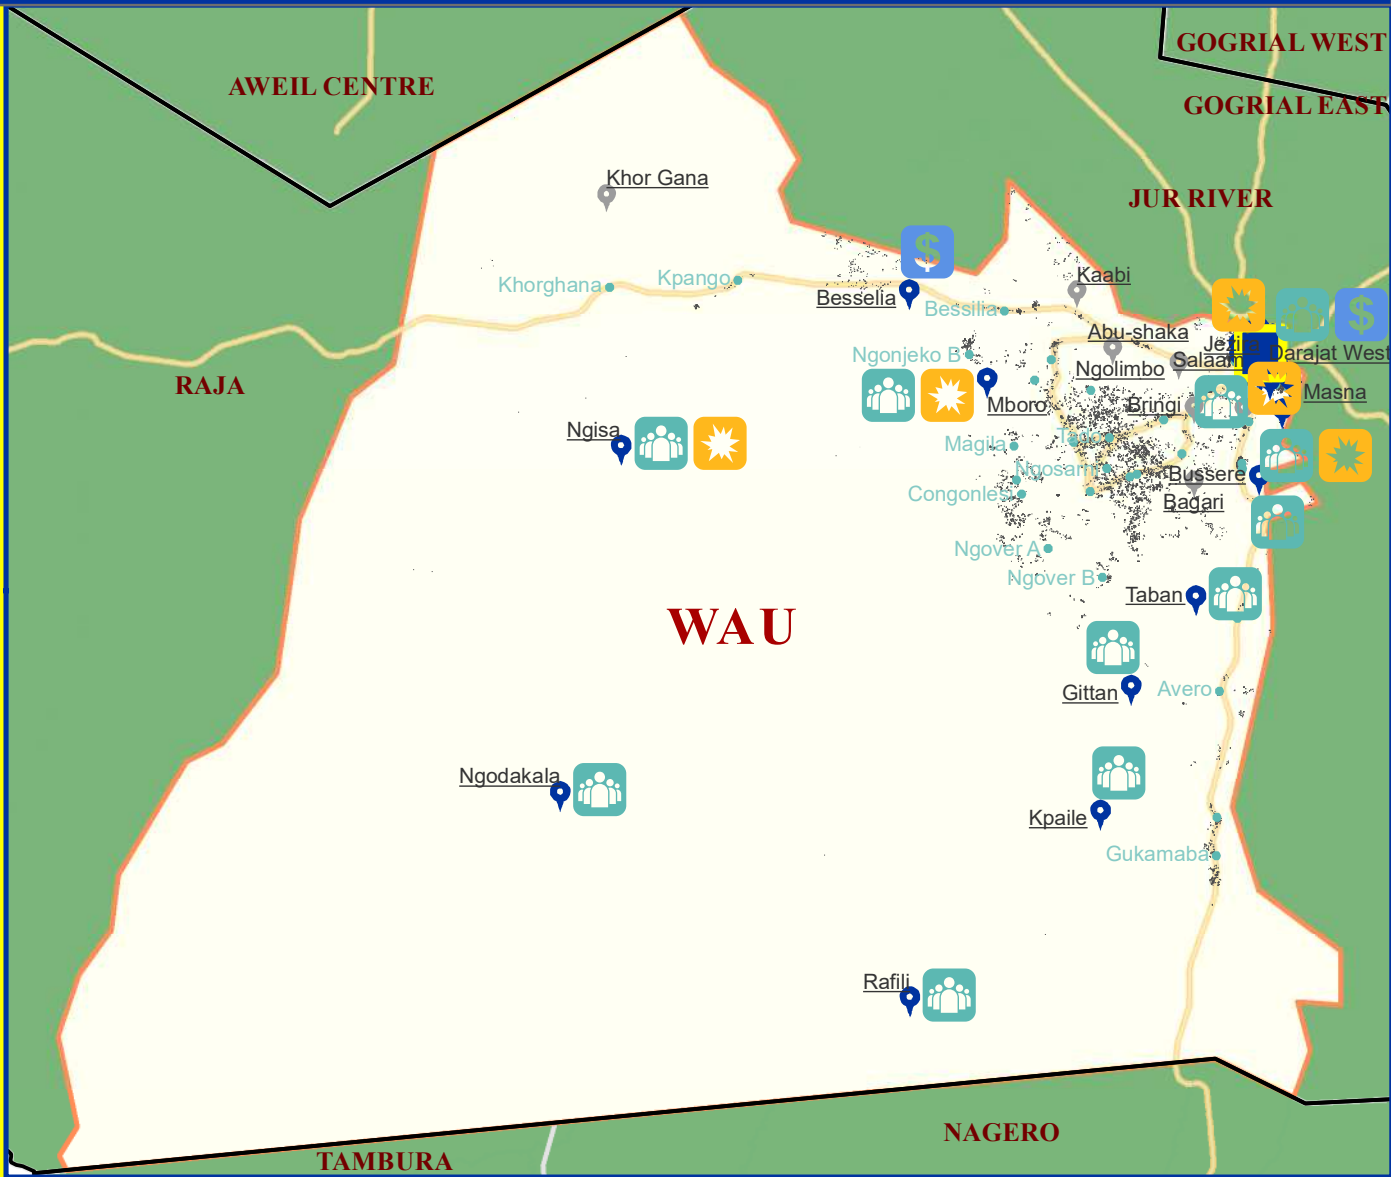 GOGRIAL WEST
AWEIL CENTRE
GOGRIAL EAST
Khor Gana
JUR RIVER
$
Kaabi
Khorghana
Kpango
Besselia
Bessilia
$
Abu-shaka
Ngonjeko B
Salaam
Darajat West
Ngolimbo
RAJA
Masna
Mboro
Bringi
Ngisa
Magila
Ngosarni
Bussere
Congonlesi
Bagari
Ngover A
Ngover B
Taban
WAU
Gittan
Avero
Ngodakala
Kpaile
Gukamaba
Rafili
NAGERO
TAMBURA